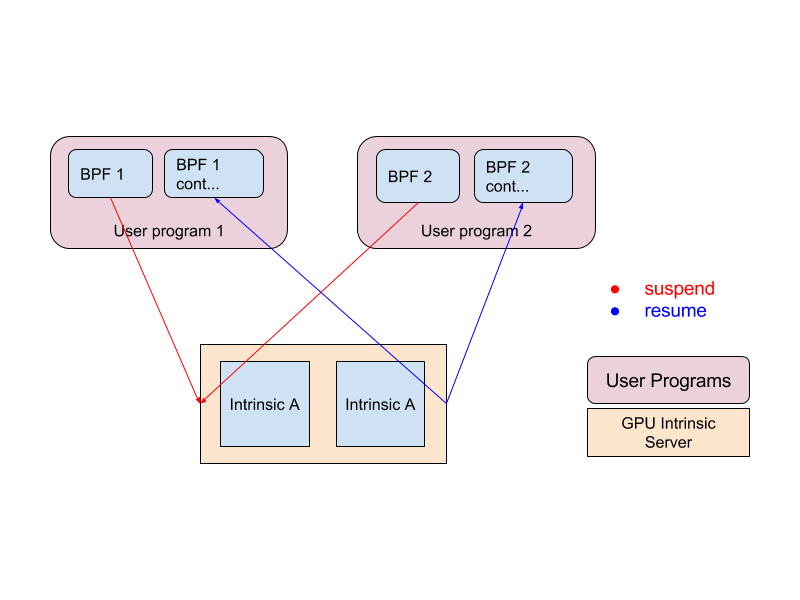 BPF 1
BPF 1
cont...
User program 1
BPF 2
BPF 2
cont...
User program 2
suspend
resume
Intrinsic A
Intrinsic A
User Programs
GPU Intrinsic
Server